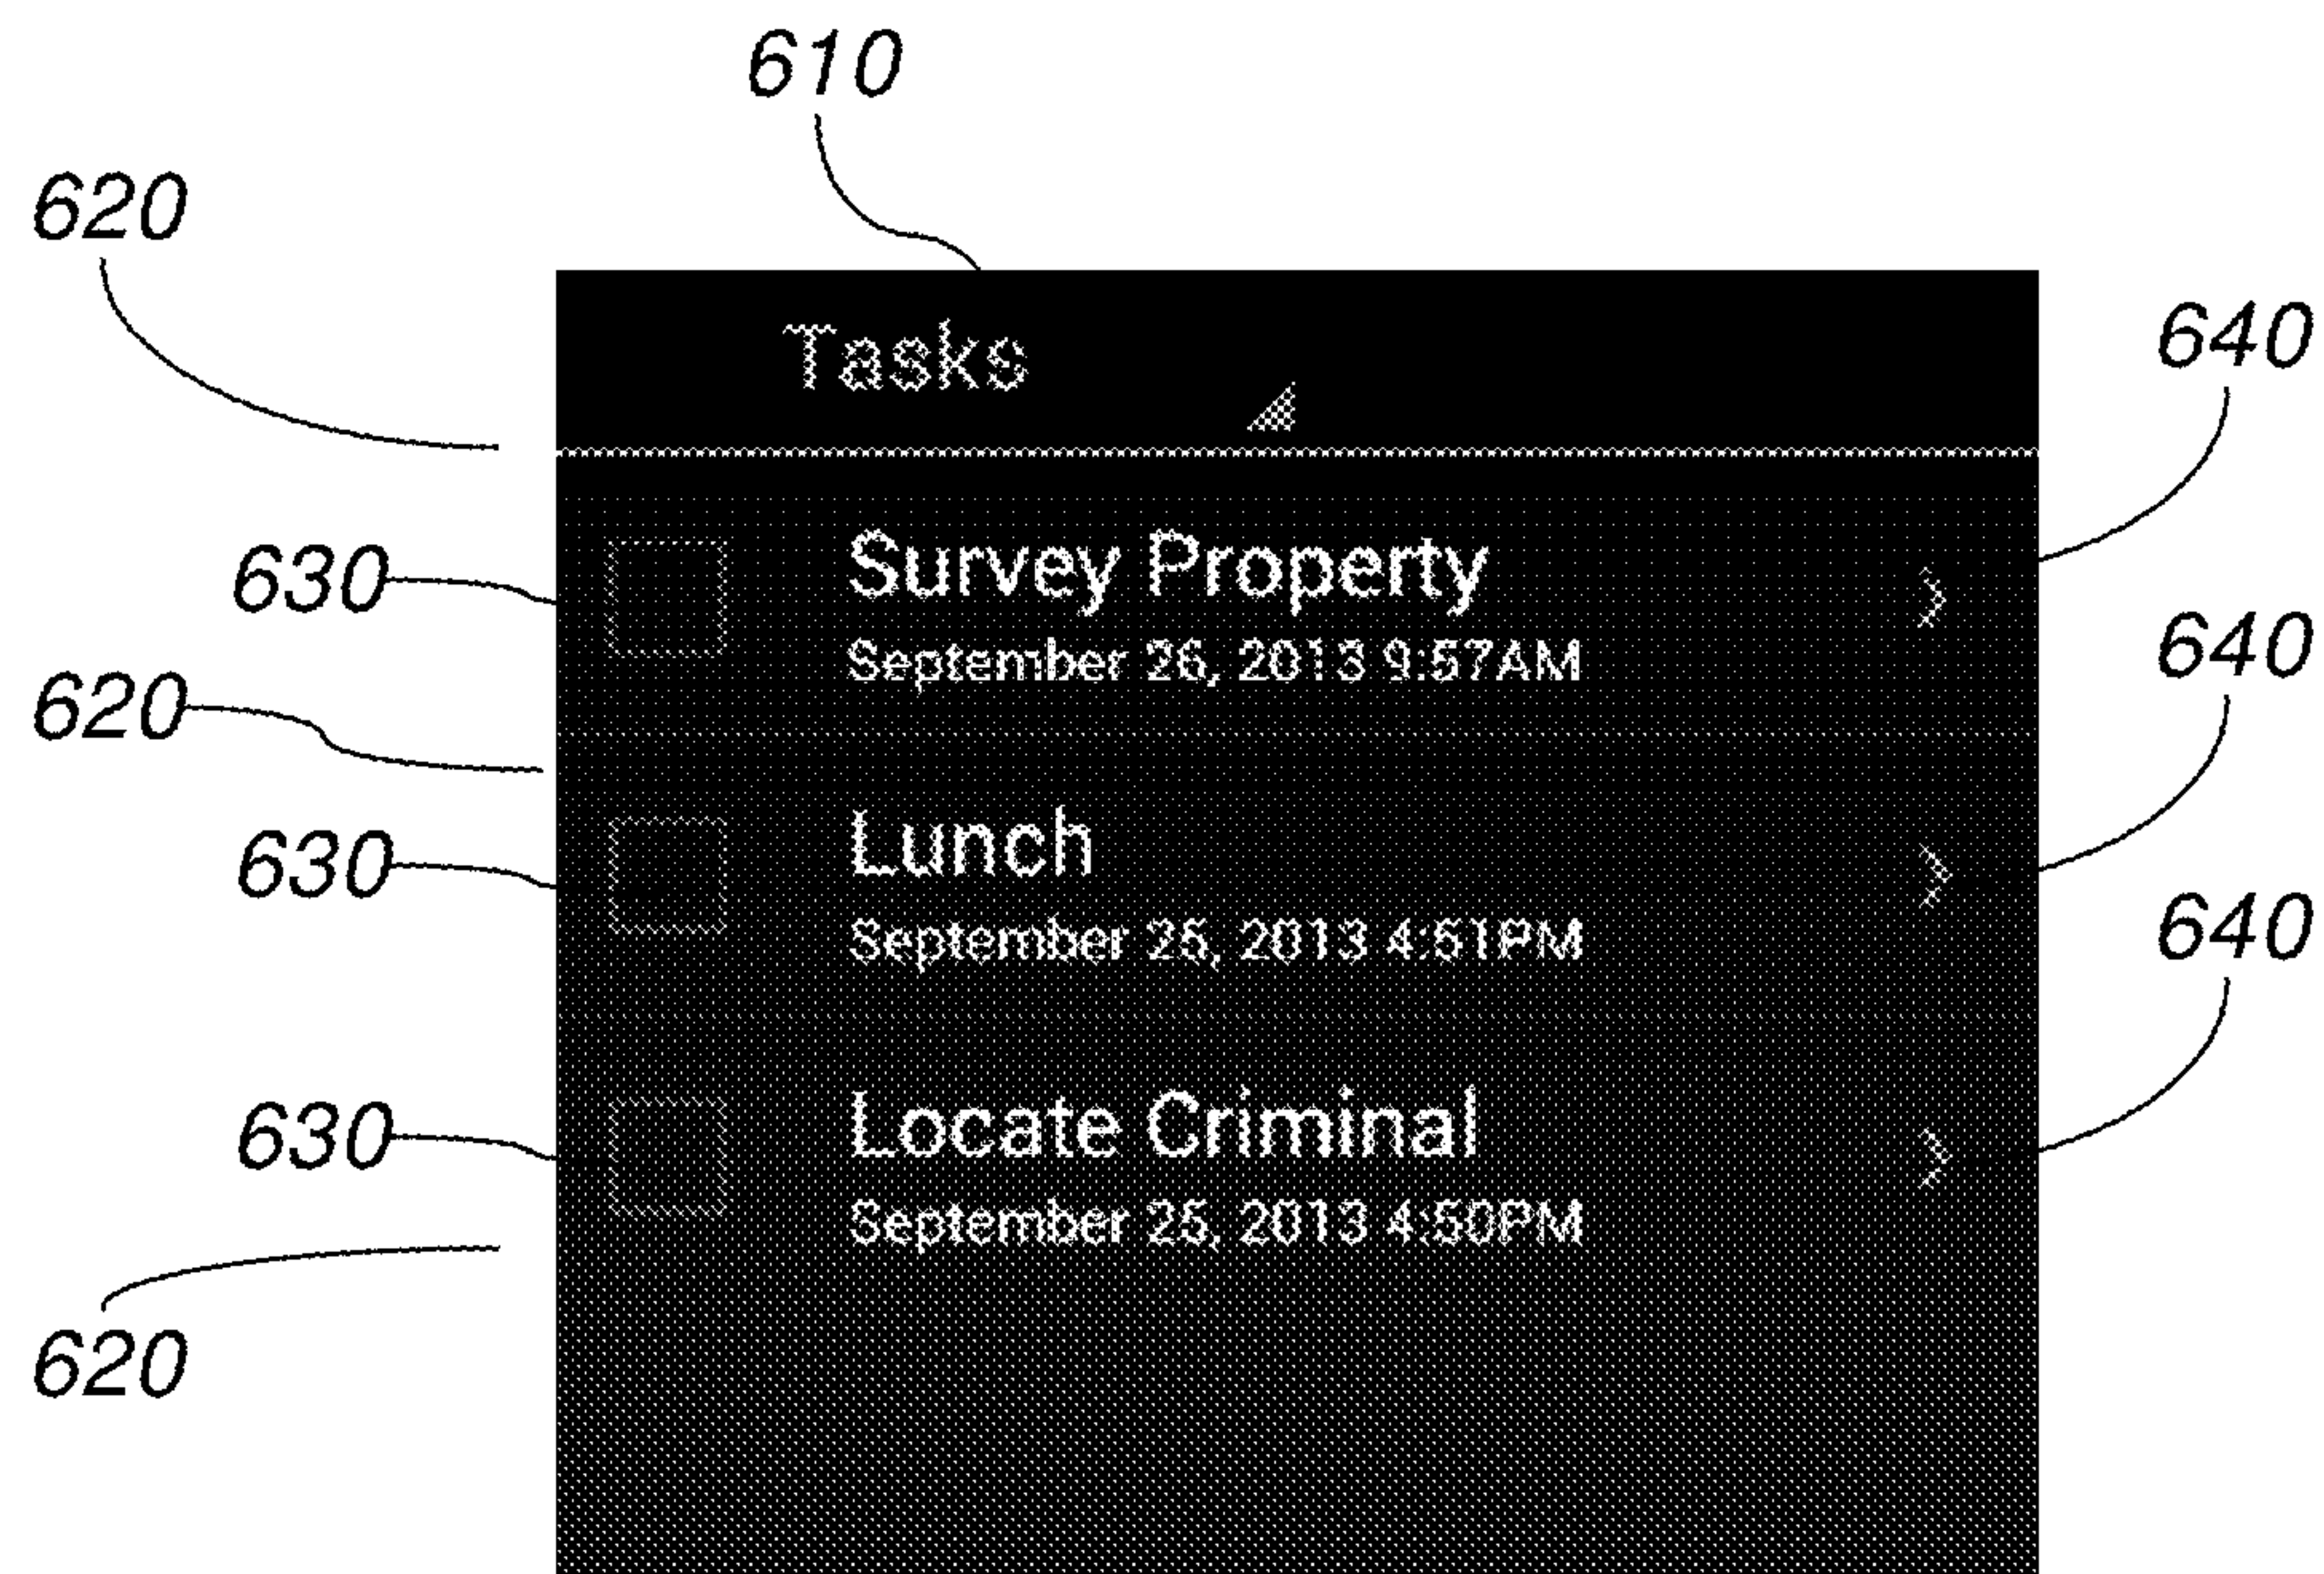 610
620
Tasks
640
630
Survey Property
September 26, 2013 9:57AM
640
620
630
Lunch
September 25, 2013 4:51PM
640
630
Locate Criminal
September 25, 2013 4:50PM
620